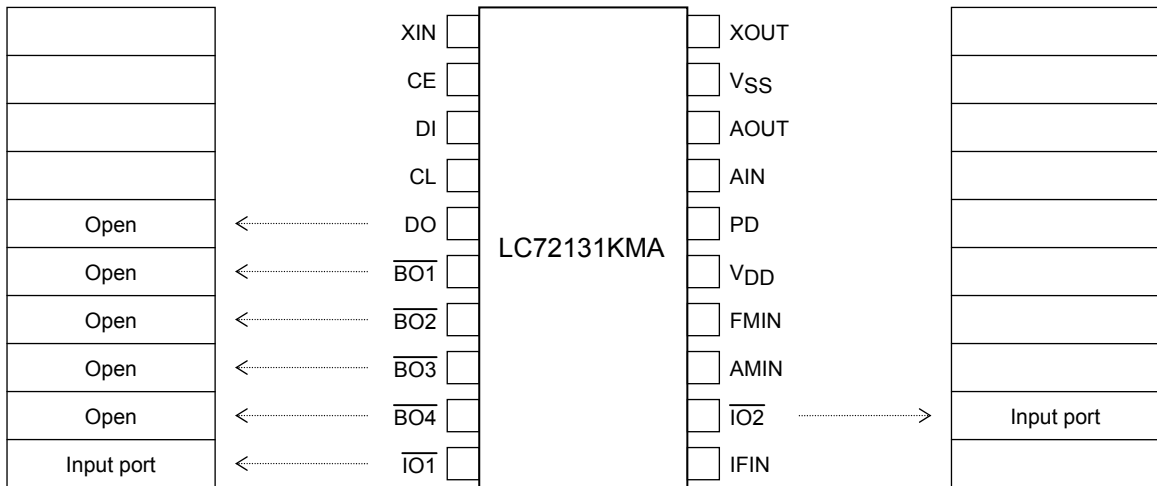 XIN XOUT
CE VSS
DI AOUT
CL AIN
Open DO PD
LC72131KMA
Open BO1 VDD
Open BO2 FMIN
Open BO3 AMIN
Open BO4 IO2 Input port
Input port IO1 IFIN